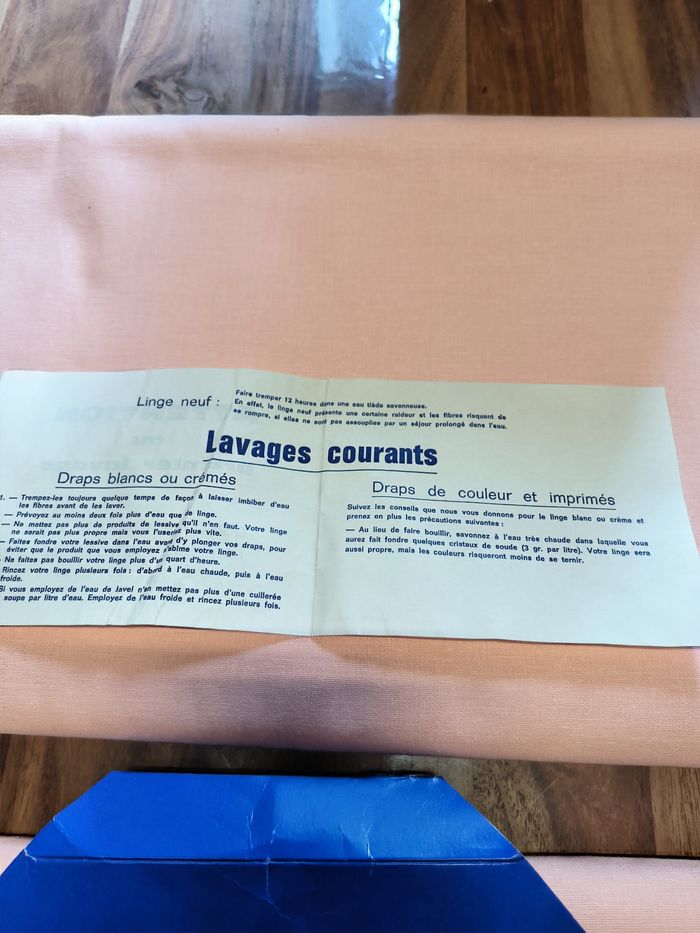 Linge neuf :
Faire tremper 12 heures dans une eau tiède savonneuse.
En effet, le linge neuf présente une certaine raideur et les fibres risquent de
se rompre, si elles ne sont pas assouplies par un séjour prolongé dans l'eau.
Lavages courants
Draps blancs ou crémés
1. — Trempez-les toujours quelque temps de façon à laisser imbiber d'eau
les fibres avant de les laver.
— Prévoyez au moins deux fois plus d'eau que de linge.
— Ne mettez pas plus de produits de lessive qu'il n'en faut. Votre linge
ne serait pas plus propre mais vous l'useriez plus vite.
— Faites fondre votre lessive dans l'eau avant d'y plonger vos draps, pour
éviter que le produit que vous employez n'abîme votre linge.
- Ne faites pas bouillir votre linge plus d'un quart d'heure.
Rincez votre linge plusieurs fois : d'abord à l'eau chaude, puis à l'eau
froide.
Si vous employez de l'eau de Javel n'en mettez pas plus d'une cuillerée
soupe par litre d'eau. Employez de l'eau froide et rincez plusieurs fois.
Draps de couleur et imprimés
Suivez les conseils que nous vous donnons pour le linge blanc ou crème et
prenez en plus les précautions suivantes :
— Au lieu de faire bouillir, savonnez à l'eau très chaude dans laquelle vous
aurez fait fondre quelques cristaux de soude (3 gr. par litre). Votre linge sera
aussi propre, mais les couleurs risqueront moins de se ternir.